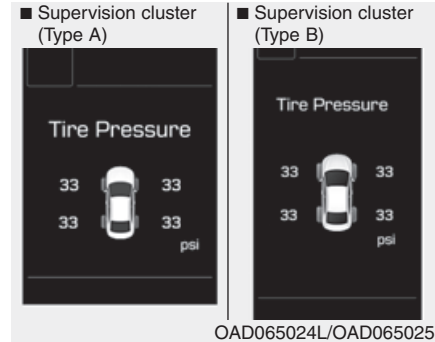 ■ Supervision cluster
(Type A)
Tire Pressure
33 33
33 33
psi
■ Supervision cluster
(Type B)
Tire Pressure
33 33
33 33
psi
OAD065024L/OAD065025